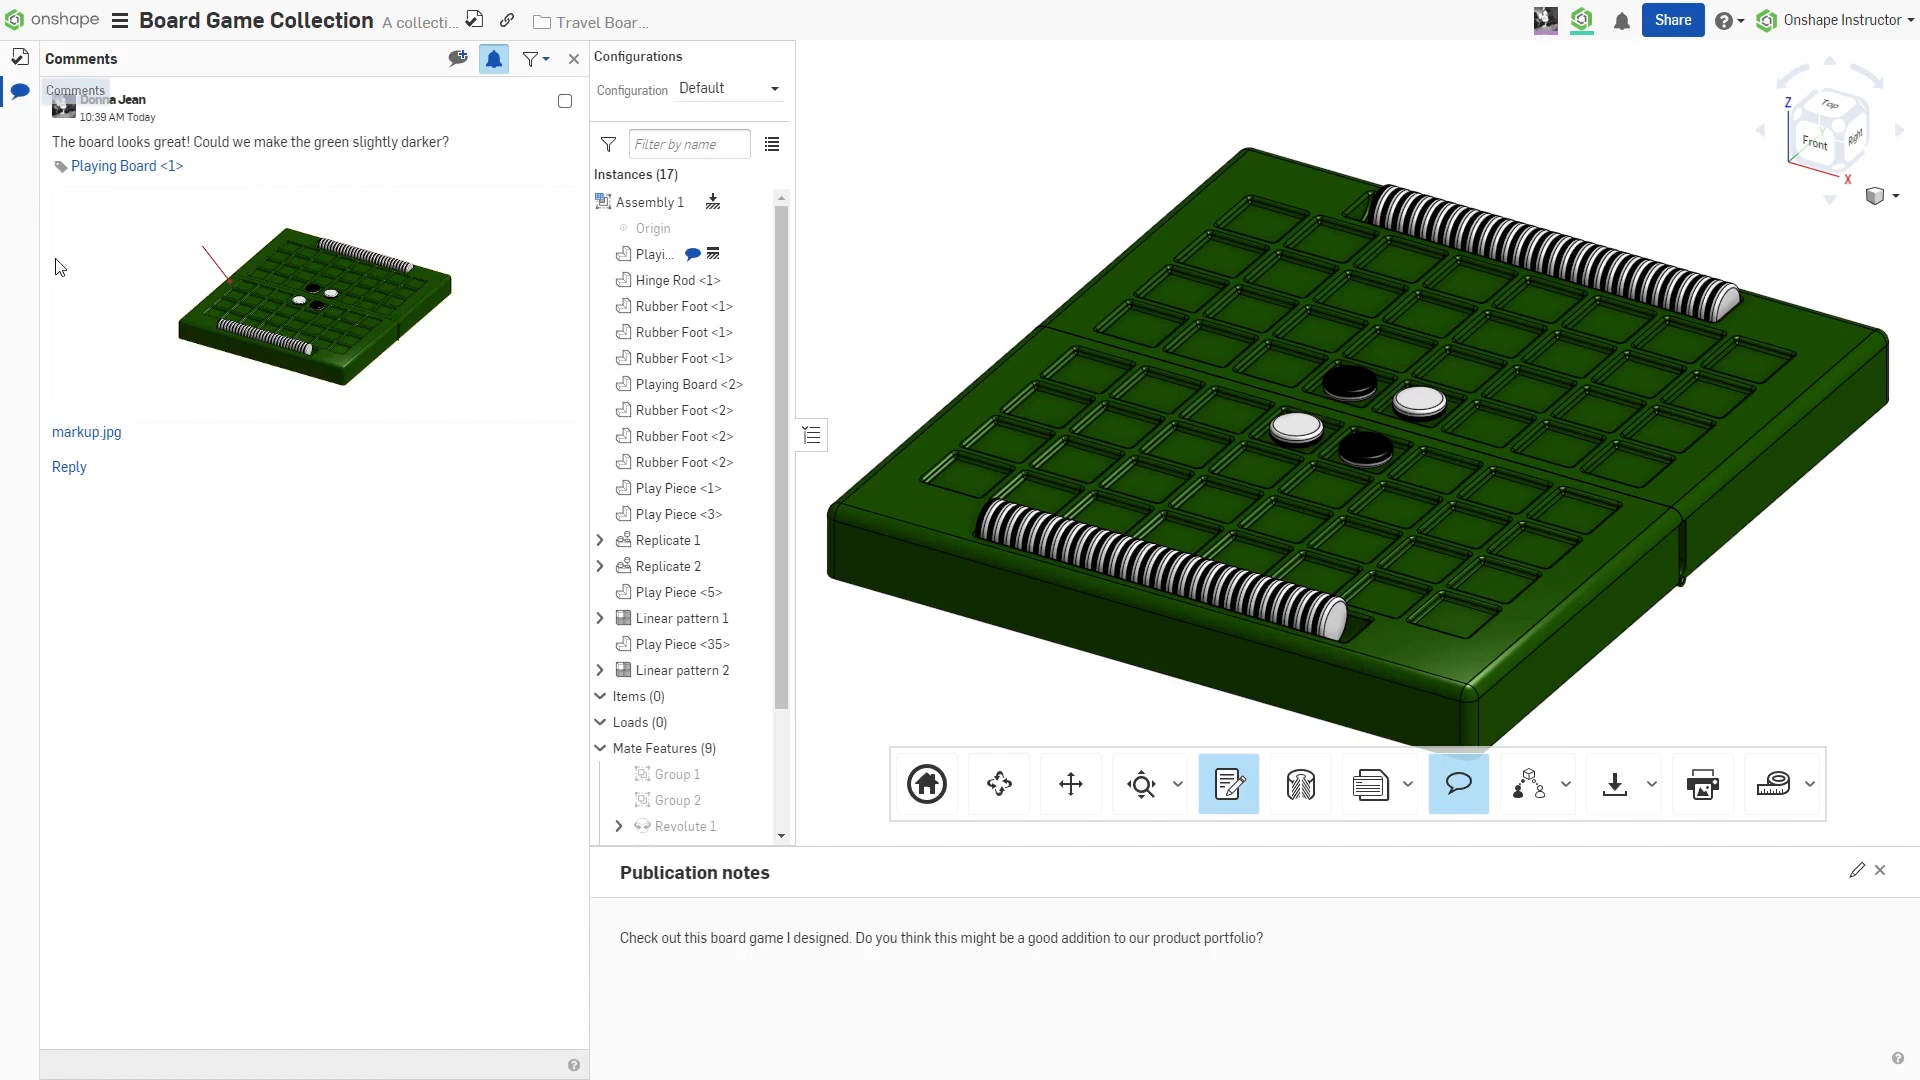 onshape
Board Game Collection
A collecti...
Travel Boar...
Share
Onshape Instructor
Comments
Comments
Donna Jean
10:39 AM Today
The board looks great! Could we make the green slightly darker?
Playing Board <1>
markup.jpg
Reply
Configurations
Configuration
Default
Filter by name
Instances (17)
Assembly 1
Origin
Playi...
Hinge Rod <1>
Rubber Foot <1>
Rubber Foot <1>
Rubber Foot <1>
Playing Board <2>
Rubber Foot <2>
Rubber Foot <2>
Rubber Foot <2>
Play Piece <1>
Play Piece <3>
Replicate 1
Replicate 2
Play Piece <5>
Linear pattern 1
Play Piece <35>
Linear pattern 2
Items (0)
Loads (0)
Mate Features (9)
Group 1
Group 2
Revolute 1
Z
Top
Front
Right
X
Publication notes
Check out this board game I designed. Do you think this might be a good addition to our product portfolio?